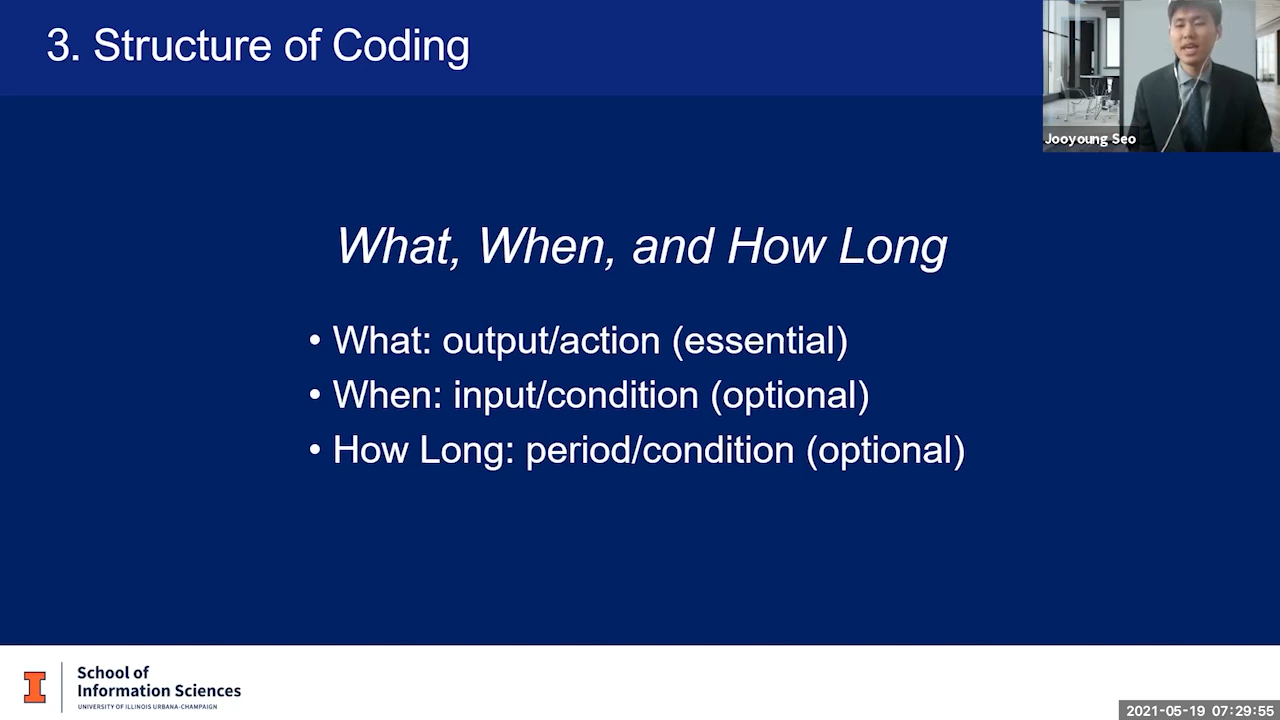 3. Structure of Coding
Jooyoung Seo
What, When, and How Long
• What: output/action (essential)
• When: input/condition (optional)
• How Long: period/condition (optional)
School of
Information Sciences
UNIVERSITY OF ILLINOIS URBANA-CHAMPAIGN
2021-05-19 07:29:55